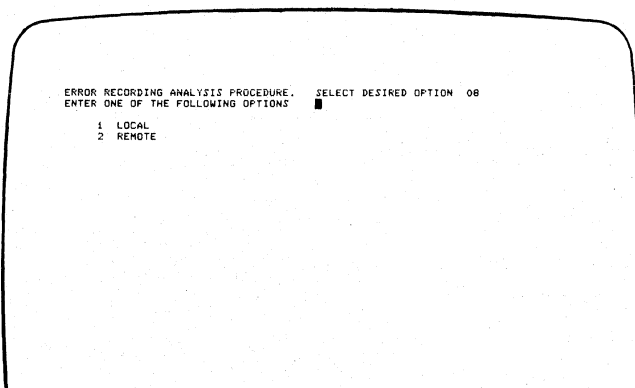 ERROR RECORDING ANALYSIS PROCEDURE. SELECT DESIRED OPTION 08
ENTER ONE OF THE FOLLOWING OPTIONS
1 LOCAL
2 REMOTE